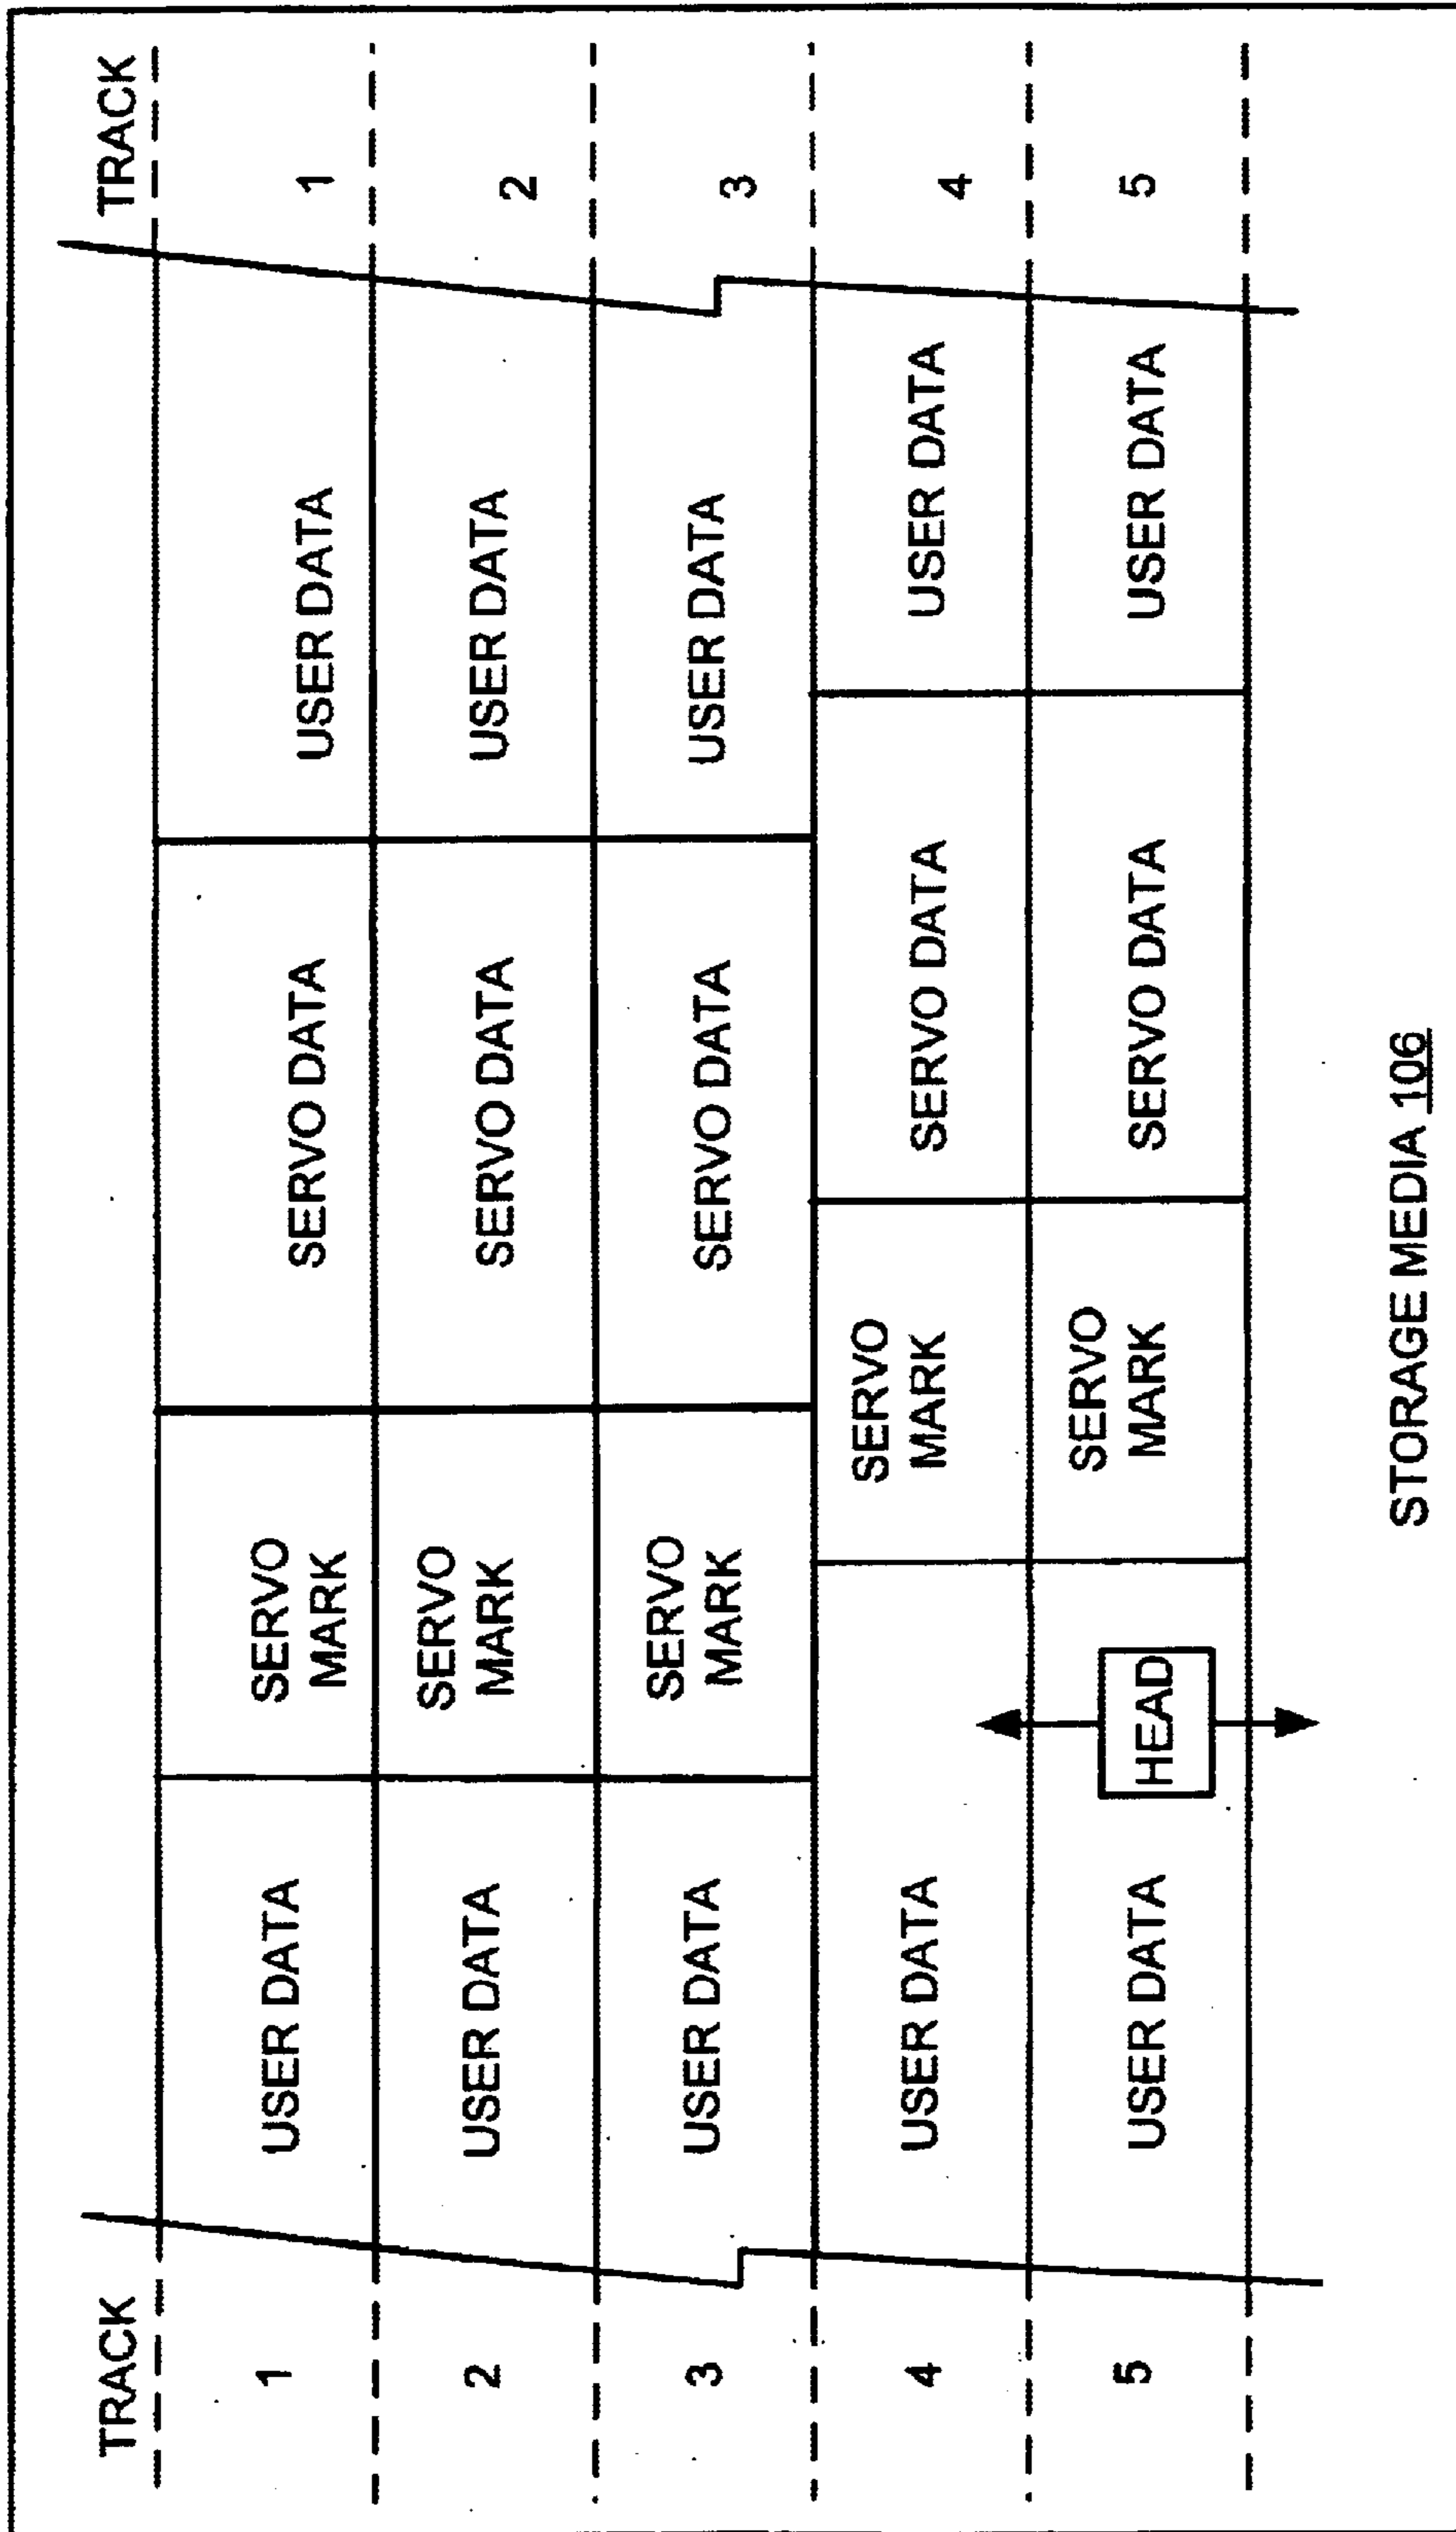 TRACK TRACK
1 USER DATA SERVO MARK SERVO DATA USER DATA 1
2 USER DATA SERVO MARK SERVO DATA USER DATA 2
3 USER DATA SERVO MARK SERVO DATA USER DATA 3
4 USER DATA SERVO MARK SERVO DATA USER DATA 4
5 USER DATA HEAD SERVO MARK SERVO DATA USER DATA 5
STORAGE MEDIA 106